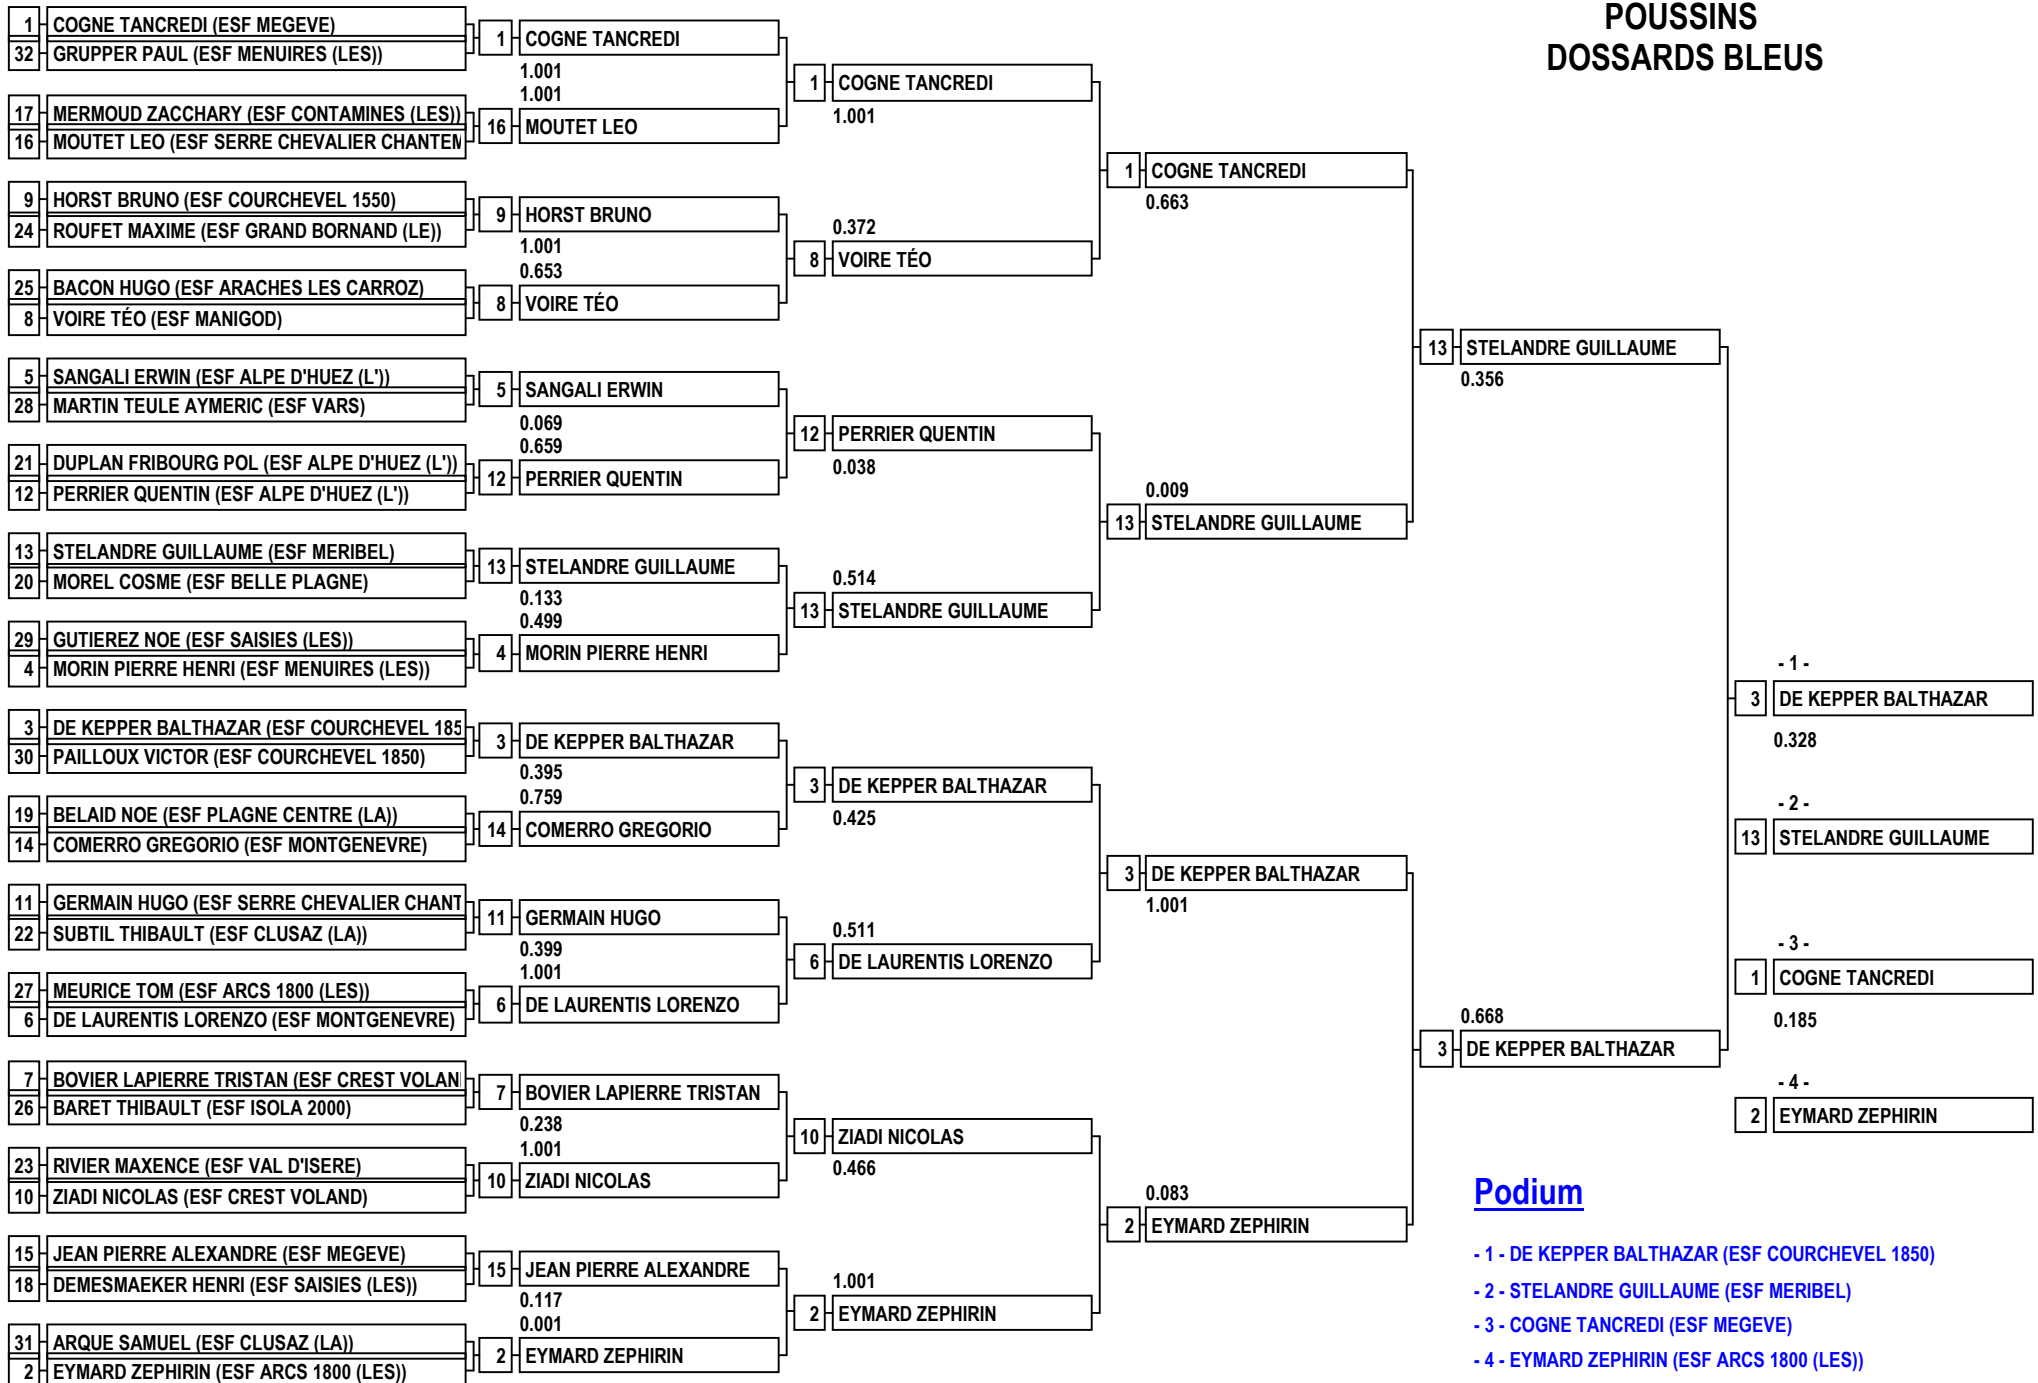 POUSSINS
DOSSARDS BLEUS
1 COGNE TANCREDI (ESF MEGEVE)
32 GRUPPER PAUL (ESF MENUIRES (LES))
17 MERMOUD ZACCHARY (ESF CONTAMINES (LES))
16 MOUTET LEO (ESF SERRE CHEVALIER CHANTEM
9 HORST BRUNO (ESF COURCHEVEL 1550)
24 ROUFET MAXIME (ESF GRAND BORNAND (LE))
25 BACON HUGO (ESF ARACHES LES CARROZ)
8 VOIRE TÉO (ESF MANIGOD)
5 SANGALI ERWIN (ESF ALPE D'HUEZ (L'))
28 MARTIN TEULE AYMERIC (ESF VARS)
21 DUPLAN FRIBOURG POL (ESF ALPE D'HUEZ (L'))
12 PERRIER QUENTIN (ESF ALPE D'HUEZ (L'))
13 STELANDRE GUILLAUME (ESF MERIBEL)
20 MOREL COSME (ESF BELLE PLAGNE)
29 GUTIEREZ NOE (ESF SAISIES (LES))
4 MORIN PIERRE HENRI (ESF MENUIRES (LES))
3 DE KEPPER BALTHAZAR (ESF COURCHEVEL 185
30 PAILLOUX VICTOR (ESF COURCHEVEL 1850)
19 BELAID NOE (ESF PLAGNE CENTRE (LA))
14 COMERRO GREGORIO (ESF MONTGENEVRE)
11 GERMAIN HUGO (ESF SERRE CHEVALIER CHANT
22 SUBTIL THIBAULT (ESF CLUSAZ (LA))
27 MEURICE TOM (ESF ARCS 1800 (LES))
6 DE LAURENTIS LORENZO (ESF MONTGENEVRE)
7 BOVIER LAPIERRE TRISTAN (ESF CREST VOLAN
26 BARET THIBAULT (ESF ISOLA 2000)
23 RIVIER MAXENCE (ESF VAL D'ISERE)
10 ZIADI NICOLAS (ESF CREST VOLAND)
15 JEAN PIERRE ALEXANDRE (ESF MEGEVE)
18 DEMESMAEKER HENRI (ESF SAISIES (LES))
31 ARQUE SAMUEL (ESF CLUSAZ (LA))
2 EYMARD ZEPHIRIN (ESF ARCS 1800 (LES))
1 COGNE TANCREDI
1.001
1.001
16 MOUTET LEO
9 HORST BRUNO
1.001
0.653
8 VOIRE TÉO
5 SANGALI ERWIN
0.069
0.659
12 PERRIER QUENTIN
13 STELANDRE GUILLAUME
0.133
0.499
4 MORIN PIERRE HENRI
3 DE KEPPER BALTHAZAR
0.395
0.759
14 COMERRO GREGORIO
11 GERMAIN HUGO
0.399
1.001
6 DE LAURENTIS LORENZO
7 BOVIER LAPIERRE TRISTAN
0.238
1.001
10 ZIADI NICOLAS
15 JEAN PIERRE ALEXANDRE
0.117
0.001
2 EYMARD ZEPHIRIN
1 COGNE TANCREDI
1.001
0.372
8 VOIRE TÉO
12 PERRIER QUENTIN
0.038
0.514
13 STELANDRE GUILLAUME
3 DE KEPPER BALTHAZAR
0.425
0.511
6 DE LAURENTIS LORENZO
10 ZIADI NICOLAS
0.466
1.001
2 EYMARD ZEPHIRIN
1 COGNE TANCREDI
0.663
0.009
13 STELANDRE GUILLAUME
3 DE KEPPER BALTHAZAR
1.001
0.083
2 EYMARD ZEPHIRIN
13 STELANDRE GUILLAUME
0.356
0.668
3 DE KEPPER BALTHAZAR
- 1 -
3 DE KEPPER BALTHAZAR
0.328
- 2 -
13 STELANDRE GUILLAUME
- 3 -
1 COGNE TANCREDI
0.185
- 4 -
2 EYMARD ZEPHIRIN
Podium
- 1 - DE KEPPER BALTHAZAR (ESF COURCHEVEL 1850)
- 2 - STELANDRE GUILLAUME (ESF MERIBEL)
- 3 - COGNE TANCREDI (ESF MEGEVE)
- 4 - EYMARD ZEPHIRIN (ESF ARCS 1800 (LES))